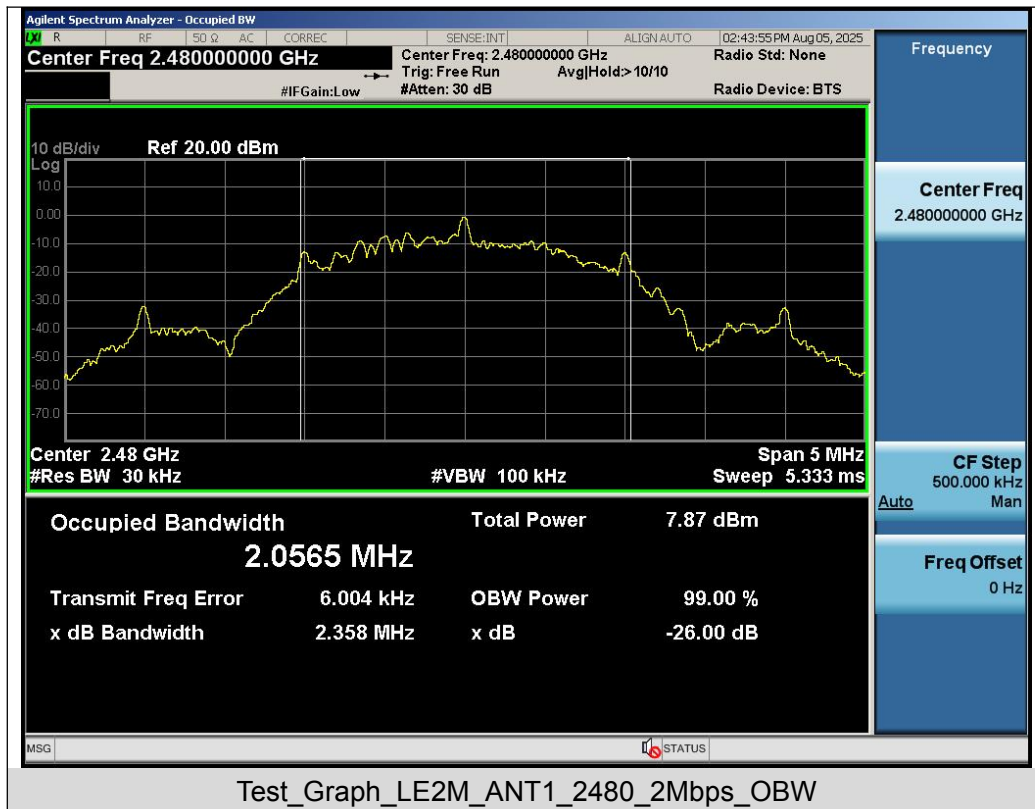 Agilent Spectrum Analyzer - Occupied BW
LXI R RF 50 Ω AC CORREC SENSE:INT ALIGN AUTO 02:43:55 PM Aug 05, 2025
Center Freq 2.480000000 GHz
Center Freq: 2.480000000 GHz
Radio Std: None
Trig: Free Run Avg|Hold:> 10/10
#IFGain:Low
#Atten: 30 dB
Radio Device: BTS
Frequency
10 dB/div Ref 20.00 dBm
Log
10.0
0.00
-10.0
-20.0
-30.0
-40.0
-50.0
-60.0
-70.0
Center 2.48 GHz Span 5 MHz
#Res BW 30 kHz #VBW 100 kHz Sweep 5.333 ms
Center Freq
2.480000000 GHz
CF Step
500.000 kHz
Auto Man
Freq Offset
0 Hz
Occupied Bandwidth Total Power 7.87 dBm
2.0565 MHz
Transmit Freq Error 6.004 kHz OBW Power 99.00 %
x dB Bandwidth 2.358 MHz x dB -26.00 dB
MSG STATUS
Test_Graph_LE2M_ANT1_2480_2Mbps_OBW